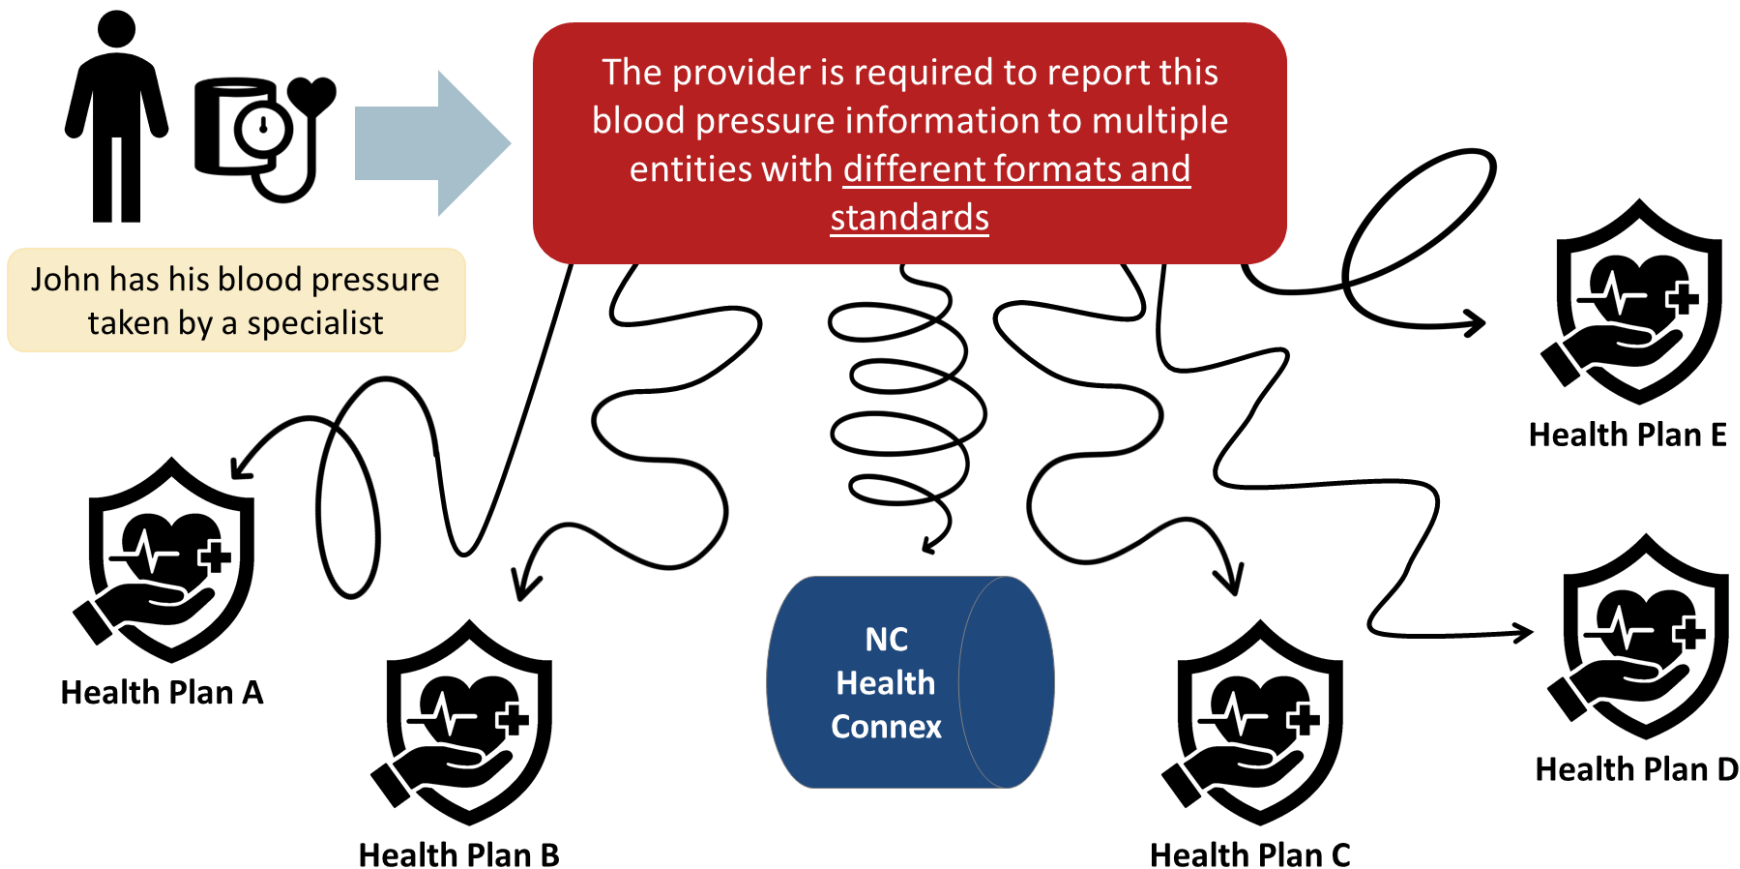 The provider is required to report this
blood pressure information to multiple
entities with different formats and
standards
John has his blood pressure
taken by a specialist
Health Plan E
Health Plan A
NC
Health
Connex
Health Plan D
Health Plan B
Health Plan C